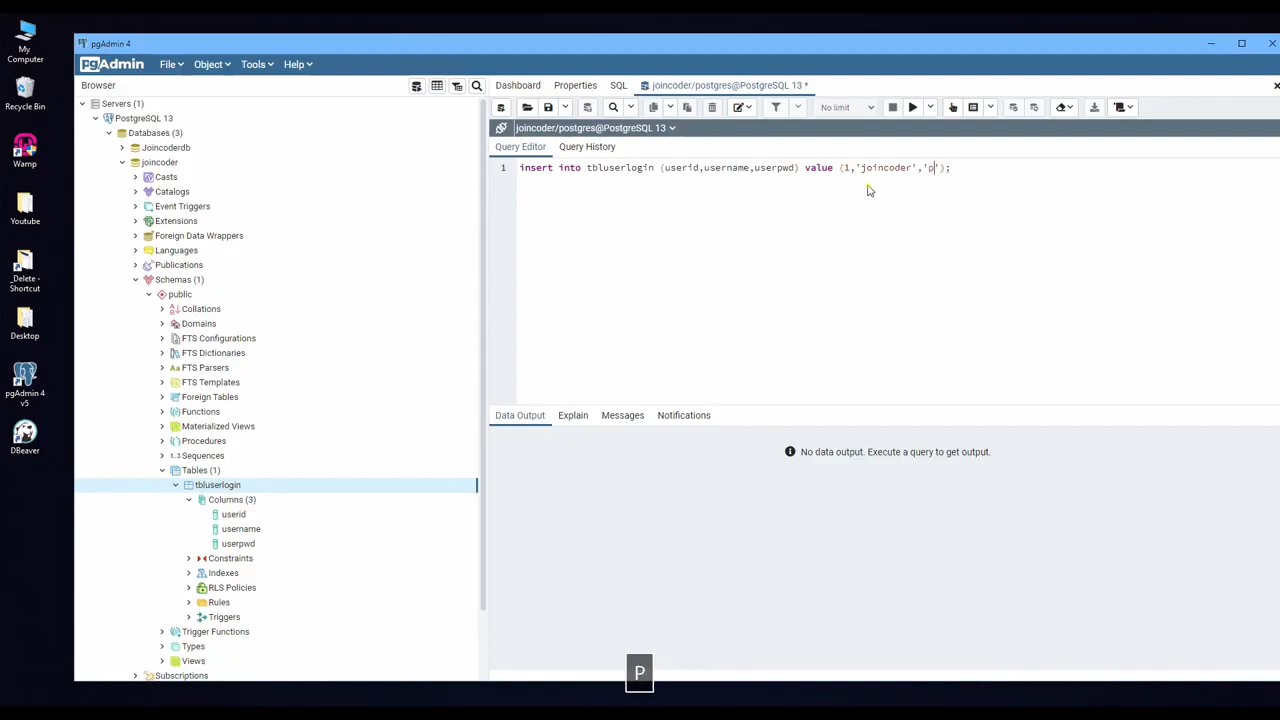 My
Computer
Recycle Bin
Wamp
Youtube
_Delete -
Shortcut
Desktop
pgAdmin 4
v5
DBeaver
pgAdmin 4
pgAdmin File Object Tools Help
Browser
Dashboard Properties SQL joincoder/postgres@PostgreSQL 13 *
No limit
joincoder/postgres@PostgreSQL 13
Query Editor Query History
1 insert into tbluserlogin (userid,username,userpwd) value (1,'joincoder','p');
Servers (1)
PostgreSQL 13
Databases (3)
Joincoderdb
joincoder
Casts
Catalogs
Event Triggers
Extensions
Foreign Data Wrappers
Languages
Publications
Schemas (1)
public
Collations
Domains
FTS Configurations
FTS Dictionaries
FTS Parsers
FTS Templates
Foreign Tables
Functions
Materialized Views
Procedures
1..3 Sequences
Tables (1)
tbluserlogin
Columns (3)
userid
username
userpwd
Constraints
Indexes
RLS Policies
Rules
Triggers
Trigger Functions
Types
Views
Subscriptions
Data Output Explain Messages Notifications
No data output. Execute a query to get output.
P